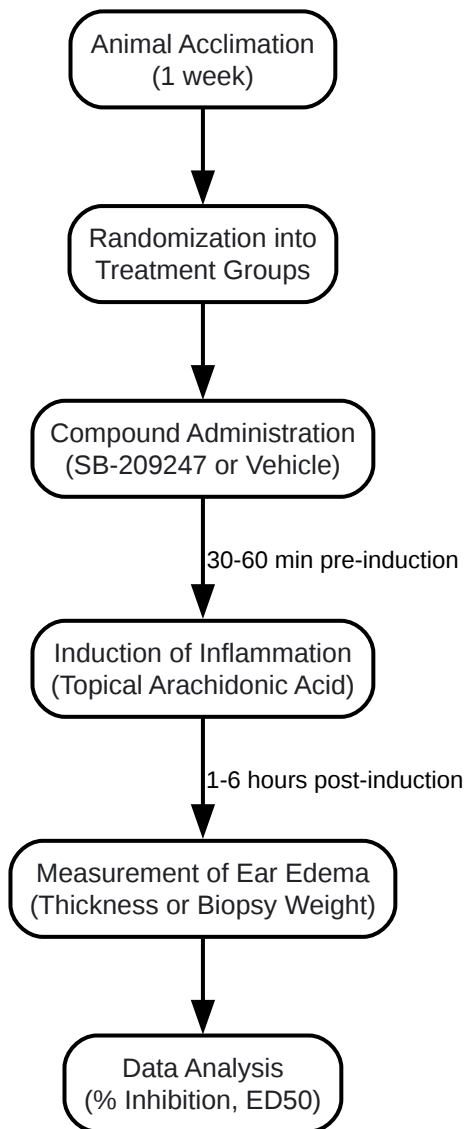 Animal Acclimation
(1 week)
Randomization into
Treatment Groups
Compound Administration
(SB-209247 or Vehicle)
30-60 min pre-induction
Induction of Inflammation
(Topical Arachidonic Acid)
1-6 hours post-induction
Measurement of Ear Edema
(Thickness or Biopsy Weight)
Data Analysis
(% Inhibition, ED50)